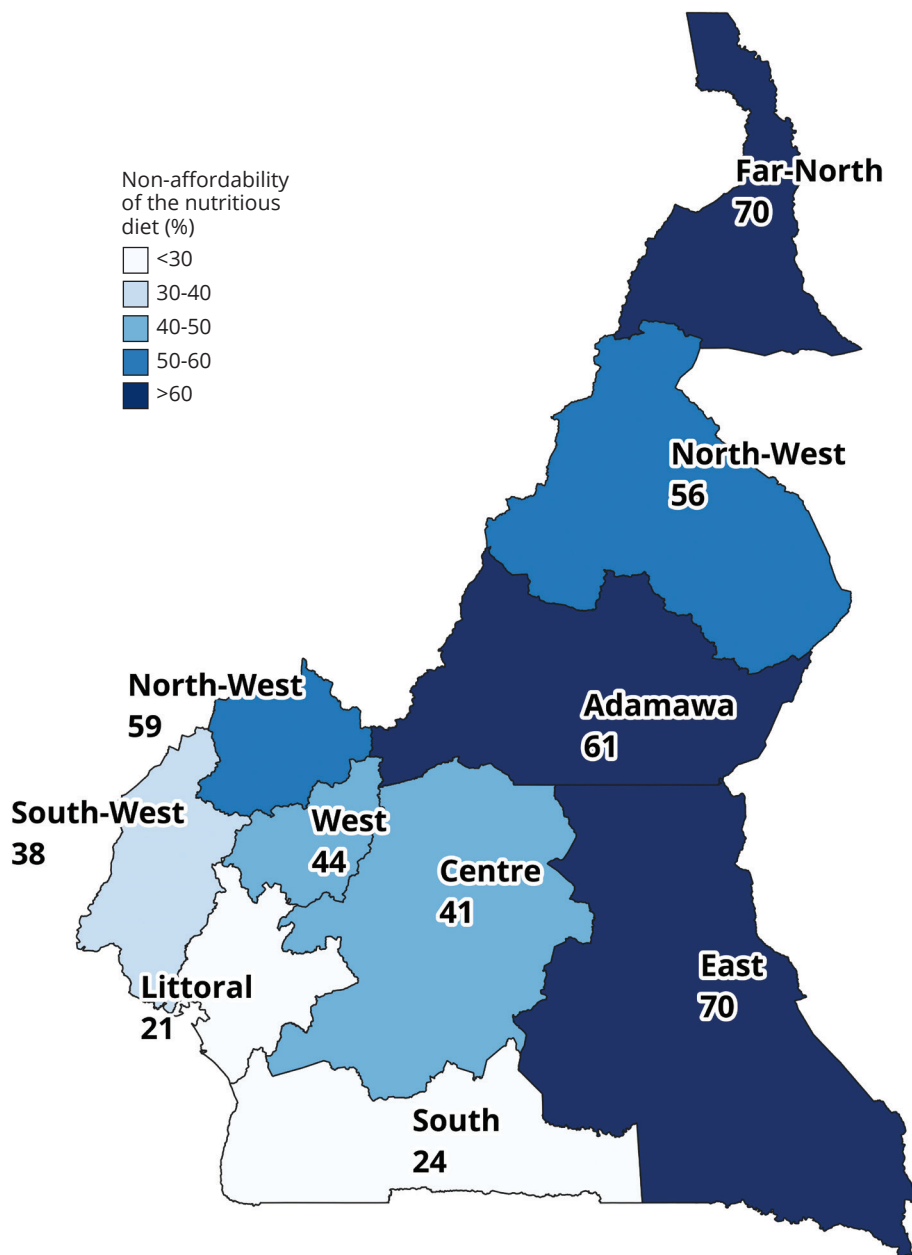 Non-affordability
of the nutritious
diet (%)
<30
30-40
40-50
50-60
>60
Far-North
70
North-West
56
North-West
59
Adamawa
61
South-West
38
West
44
Centre
41
East
70
Littoral
21
South
24